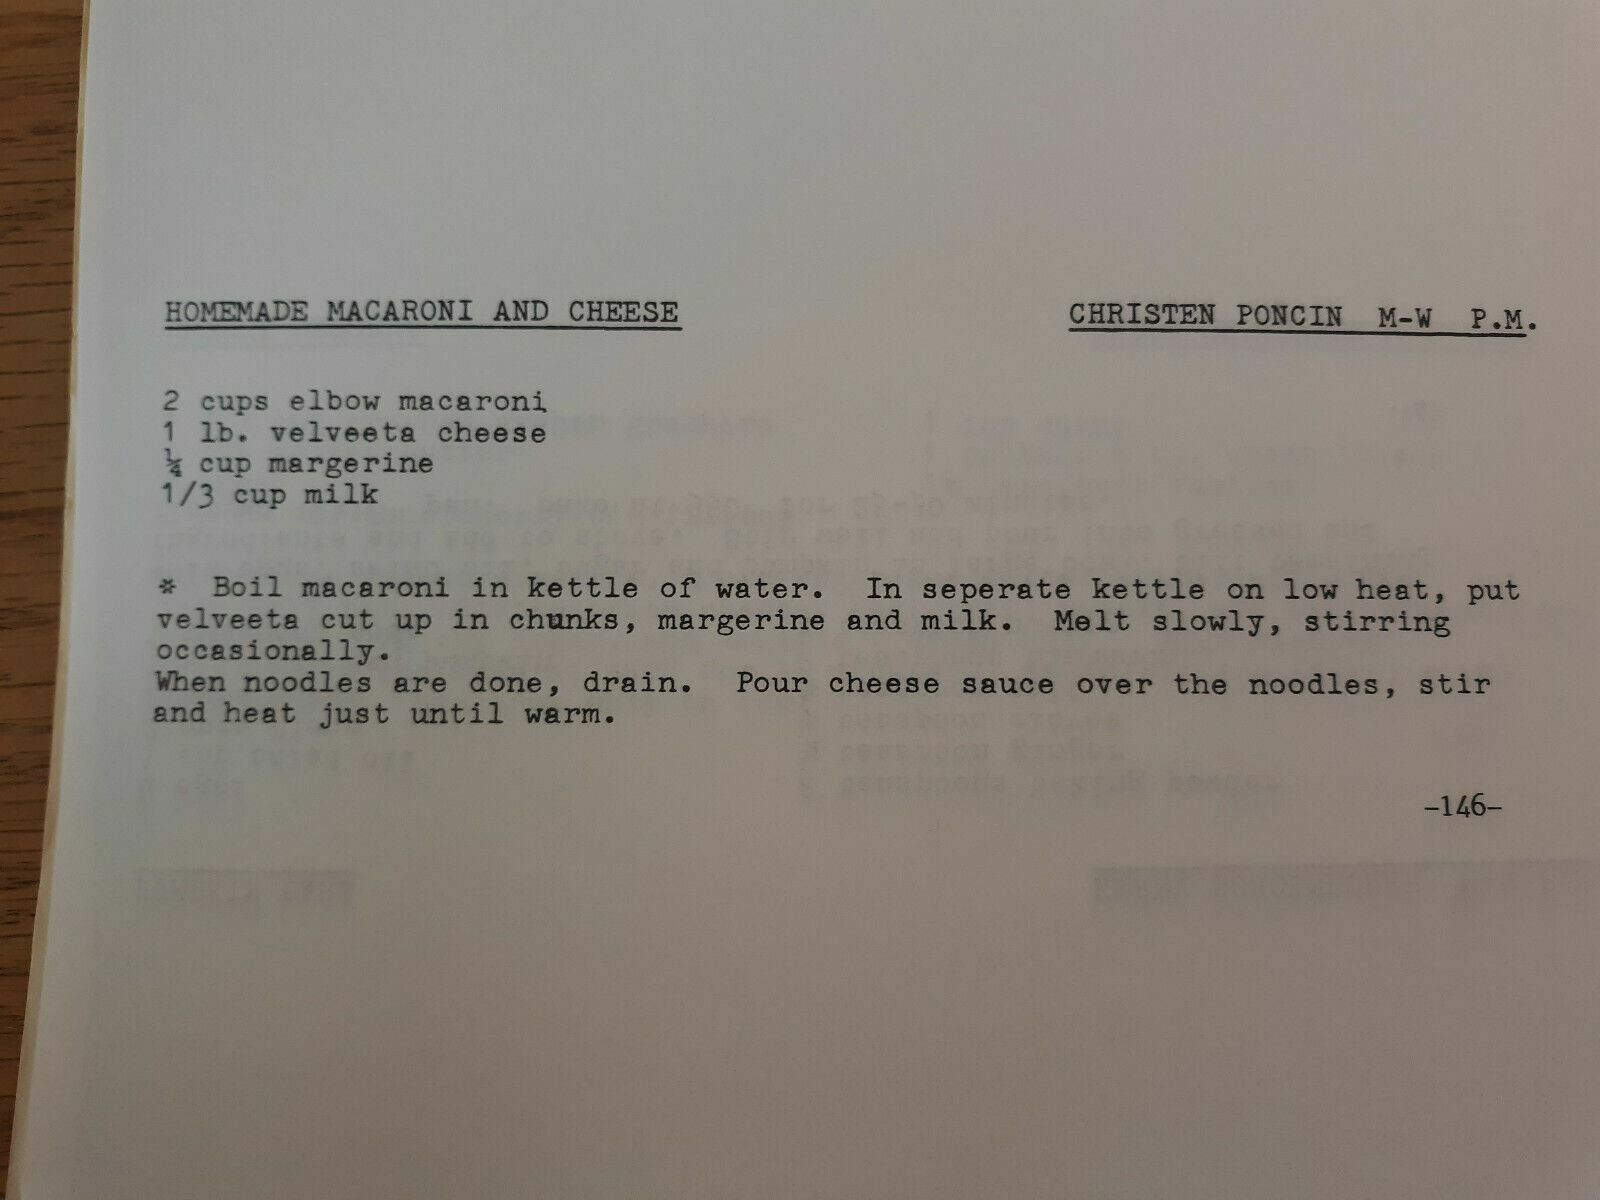 HOMEMADE MACARONI AND CHEESE CHRISTEN PONCIN M-W P.M.
2 cups elbow macaroni
1 lb. velveeta cheese
¼ cup margerine
1/3 cup milk
* Boil macaroni in kettle of water. In seperate kettle on low heat, put
velveeta cut up in chunks, margerine and milk. Melt slowly, stirring
occasionally.
When noodles are done, drain. Pour cheese sauce over the noodles, stir
and heat just until warm.
-146-